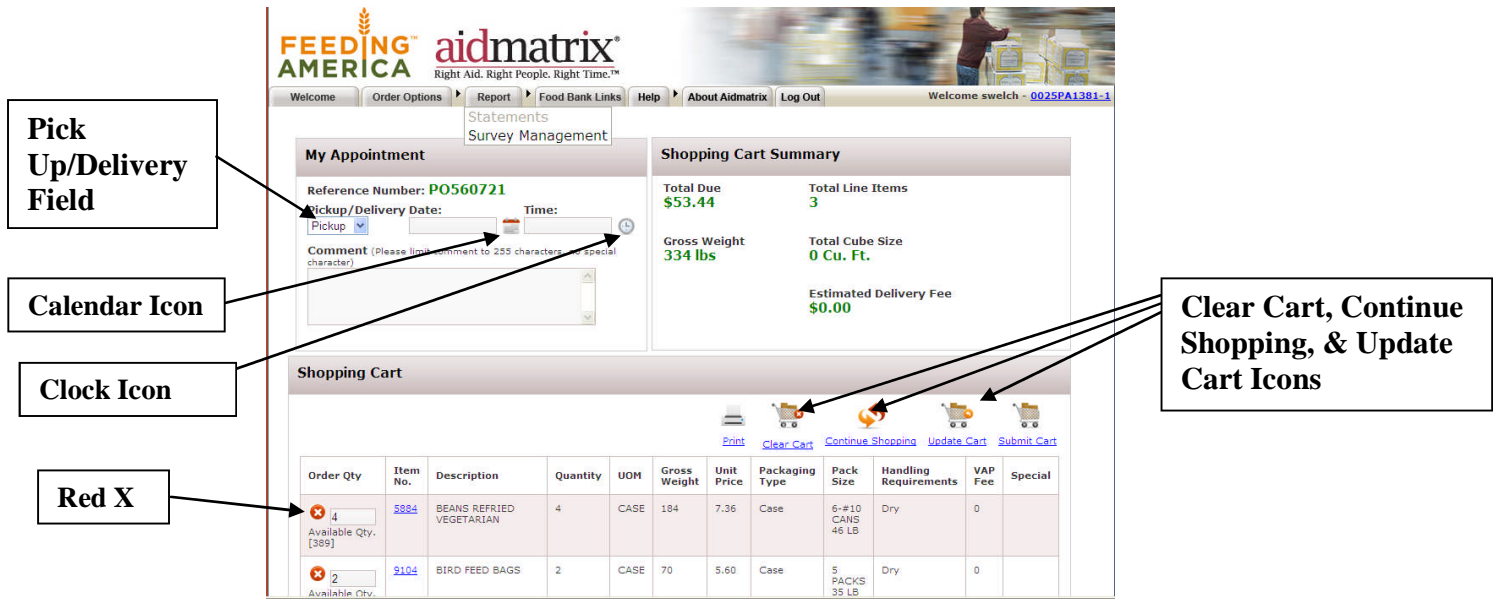 FEEDING™
AMERICA
aidmatrix®
Right Aid. Right People. Right Time.™
Welcome Order Options Report Food Bank Links Help About Aidmatrix Log Out Welcome swelch - 0025PA1381-1
Statements
Survey Management
Pick
Up/Delivery
Field
Calendar Icon
Clock Icon
Red X
My Appointment
Reference Number: PO560721
Pickup/Delivery Date: Time:
Pickup
Comment (Please limit comment to 255 characters, no special
character)
Shopping Cart Summary
Total Due Total Line Items
$53.44 3
Gross Weight Total Cube Size
334 lbs 0 Cu. Ft.
Estimated Delivery Fee
$0.00
Clear Cart, Continue
Shopping, & Update
Cart Icons
Shopping Cart
Print Clear Cart Continue Shopping Update Cart Submit Cart
Order Qty Item No. Description Quantity UOM Gross Weight Unit Price Packaging Type Pack Size Handling Requirements VAP Fee Special
4 5884 BEANS REFRIED VEGETARIAN 4 CASE 184 7.36 Case 6-#10 CANS 46 LB Dry 0
Available Qty.
[389]
2 9104 BIRD FEED BAGS 2 CASE 70 5.60 Case 5 PACKS 35 LB Dry 0
Available Qty.